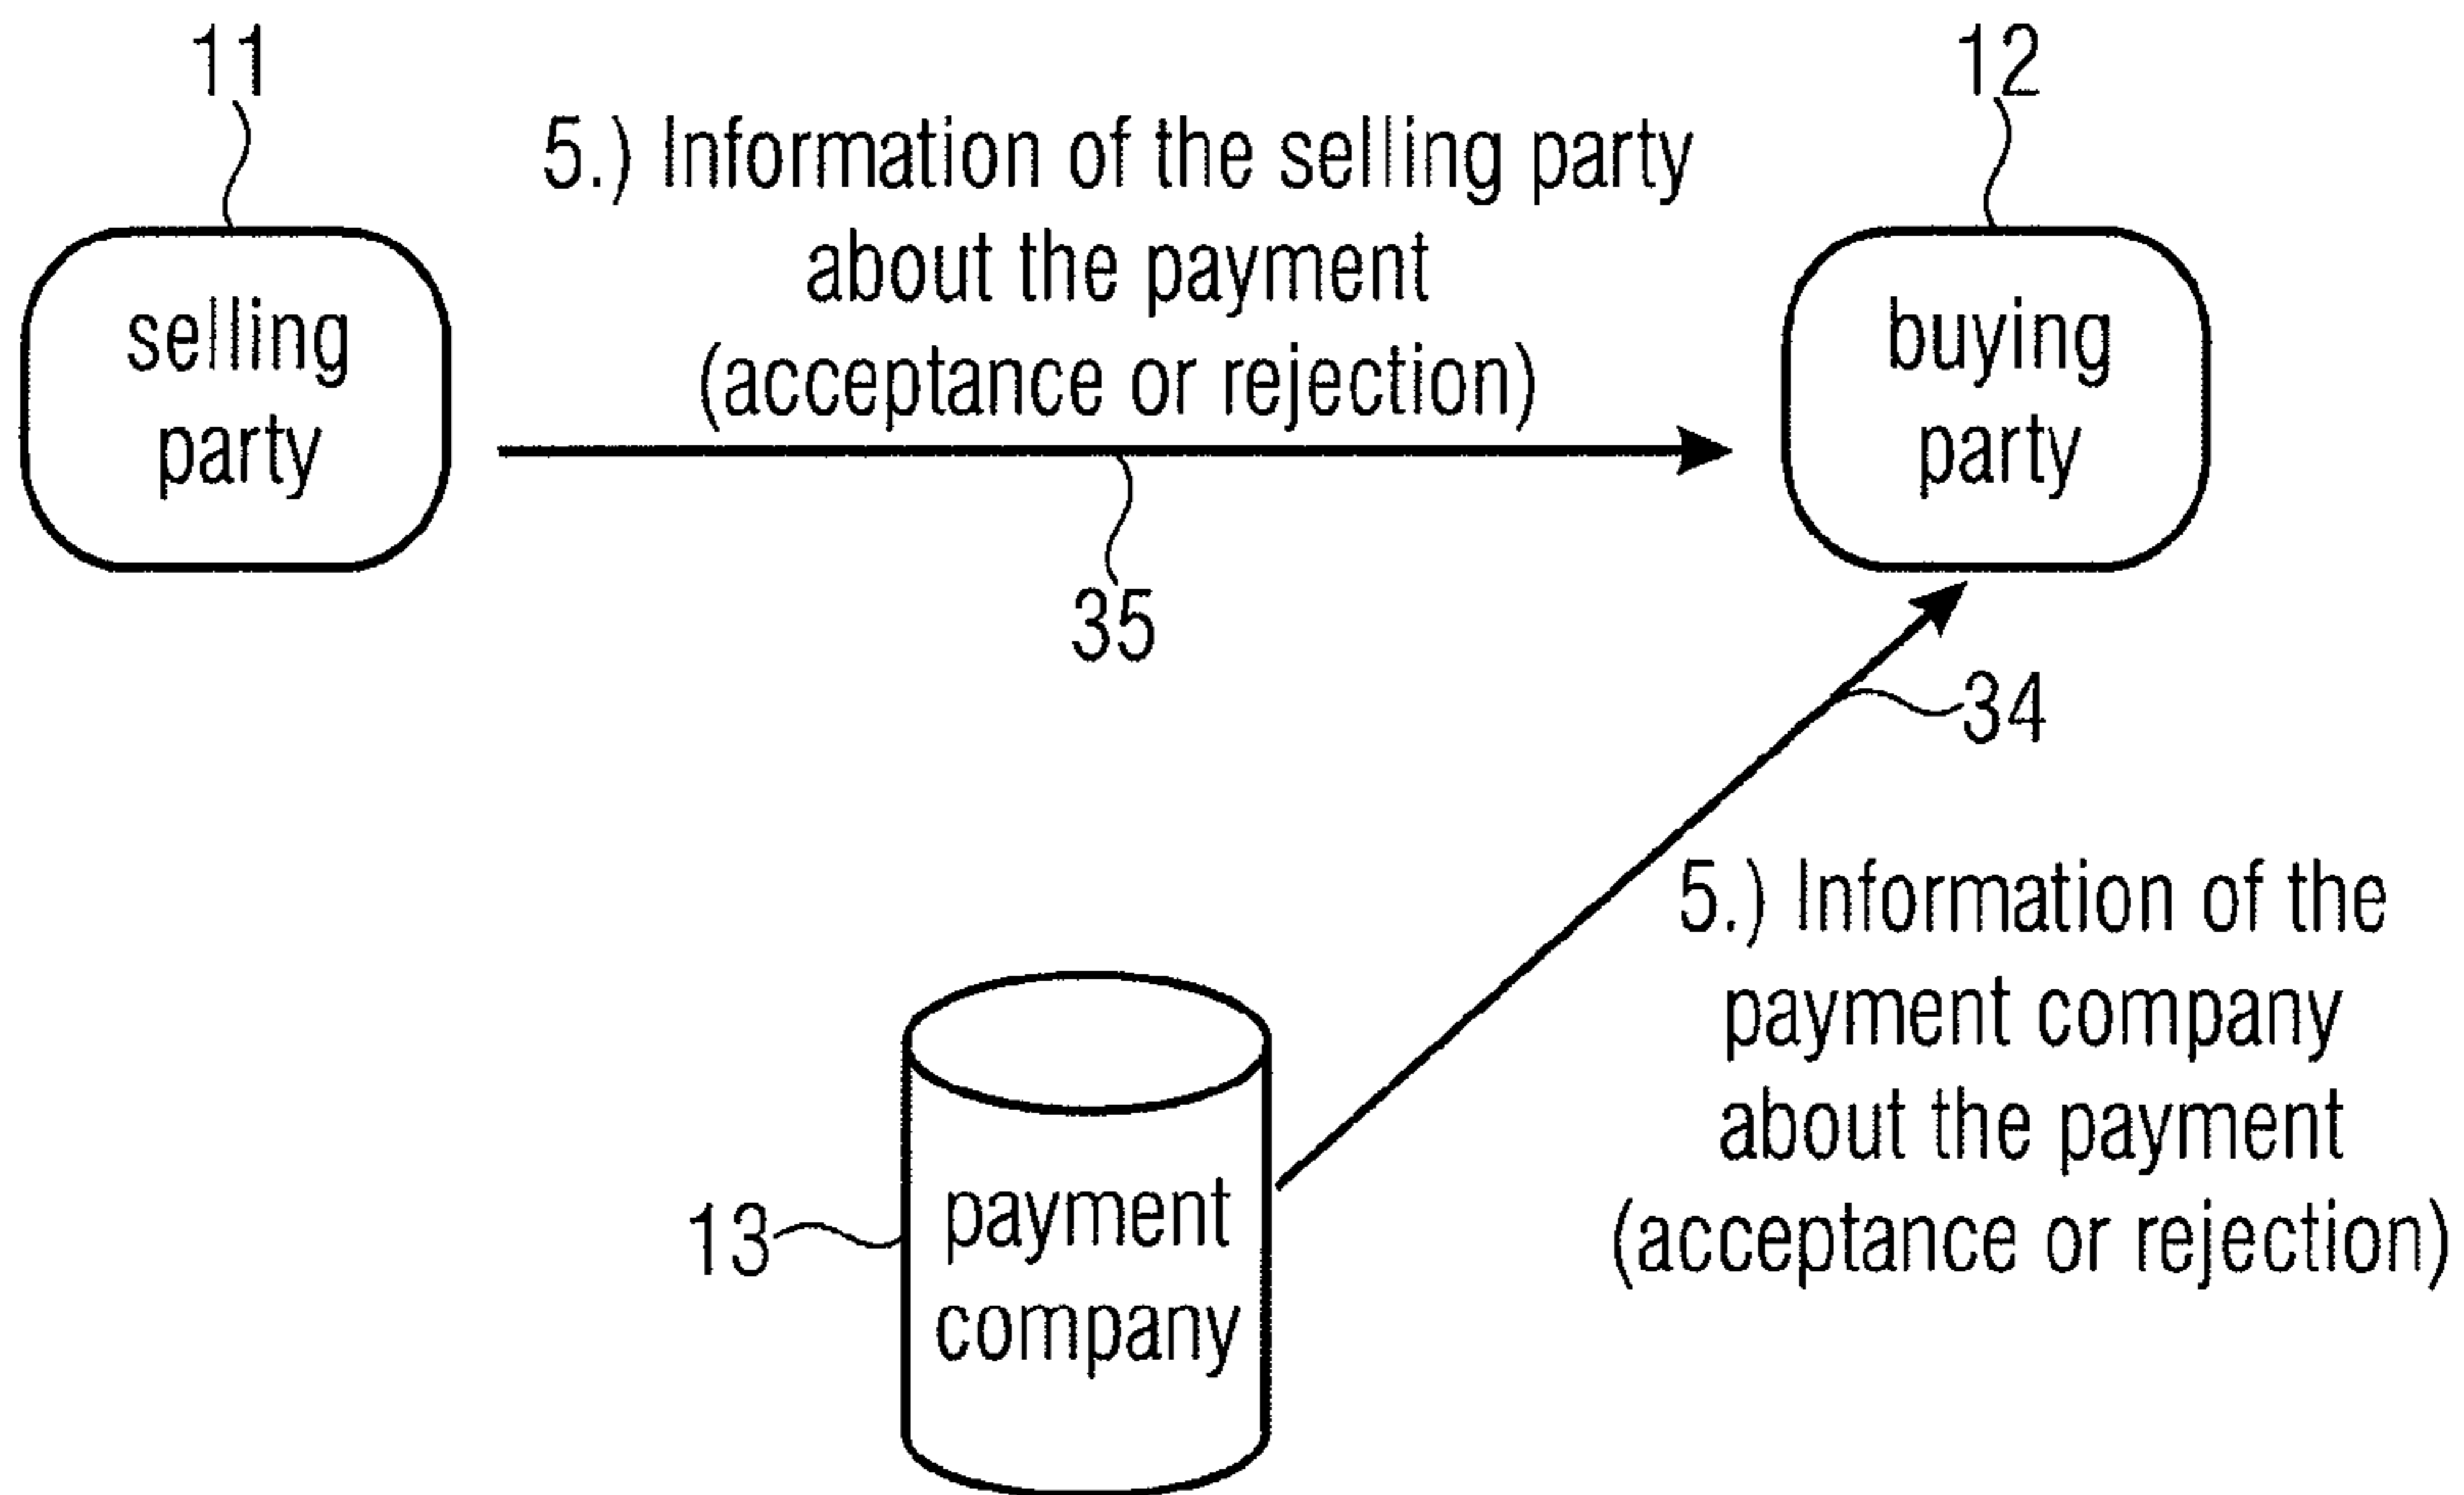 11
12
5.) Information of the selling party
about the payment
(acceptance or rejection)
selling
party
buying
party
35
34
5.) Information of the
payment company
about the payment
(acceptance or rejection)
13
payment
company